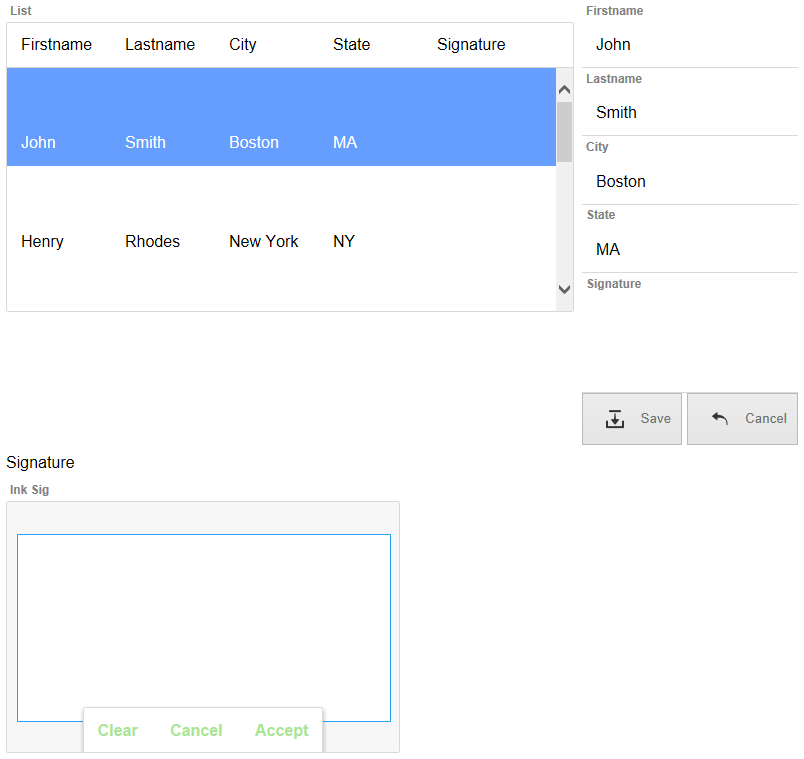 List
Firstname Lastname City State Signature
John Smith Boston MA
Henry Rhodes New York NY
Firstname
John
Lastname
Smith
City
Boston
State
MA
Signature
Save Cancel
Signature
Ink Sig
Clear Cancel Accept